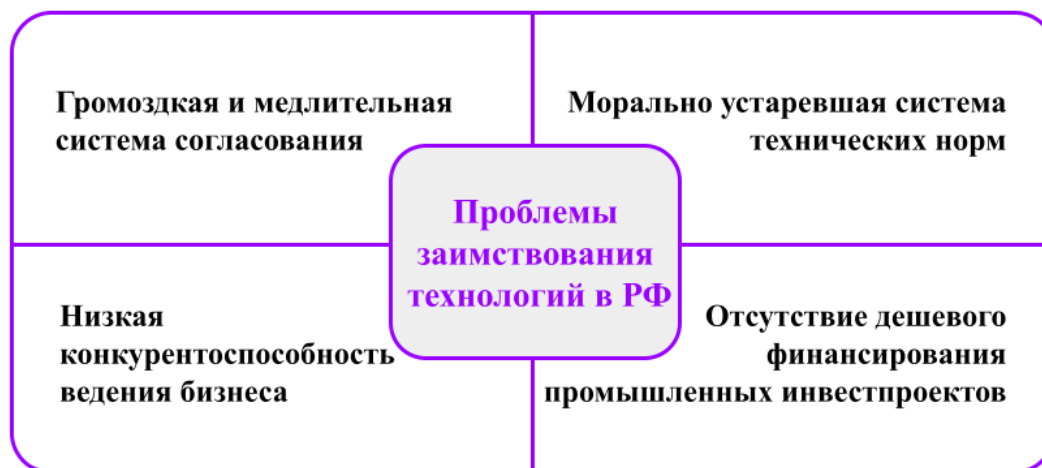 Громоздкая и медлительная
система согласования
Морально устаревшая система
технических норм
Проблемы
заимствования
технологий в РФ
Низкая
конкурентоспособность
ведения бизнеса
Отсутствие дешевого
финансирования
промышленных инвестпроектов